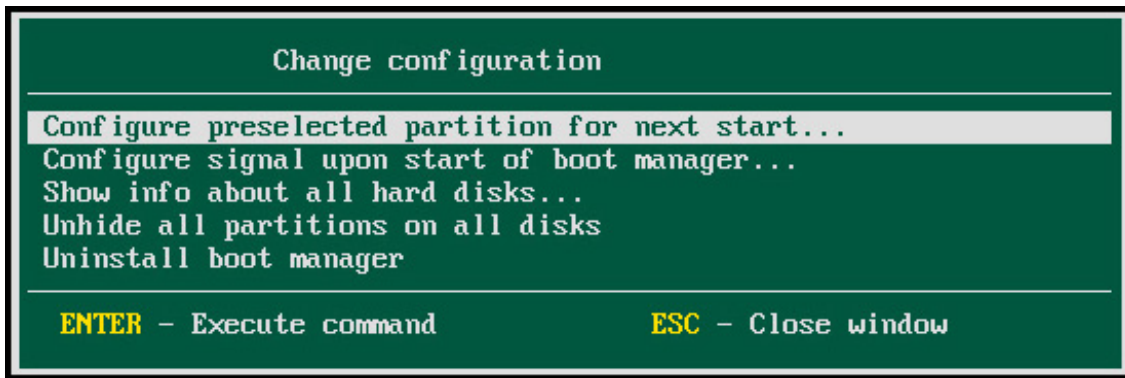 Change configuration
Configure preselected partition for next start...
Configure signal upon start of boot manager...
Show info about all hard disks...
Unhide all partitions on all disks
Uninstall boot manager
ENTER - Execute command ESC - Close window